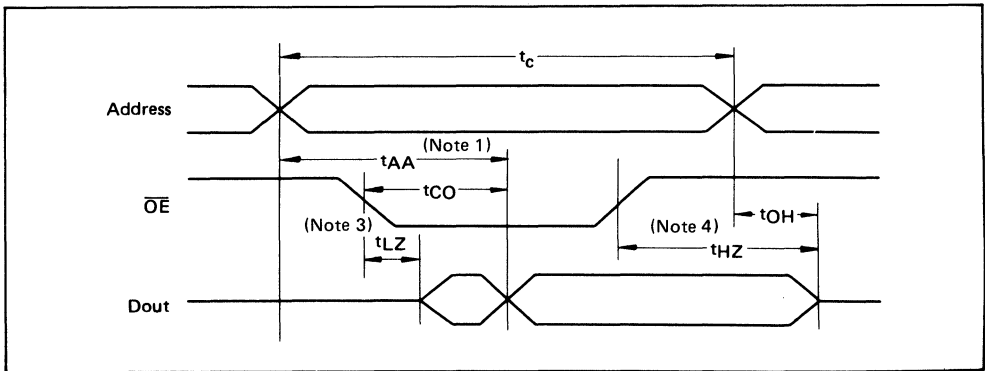 tc
Address
(Note 1)
tAA
OE
tCO
(Note 3)
(Note 4)
tOH
tLZ
tHZ
Dout